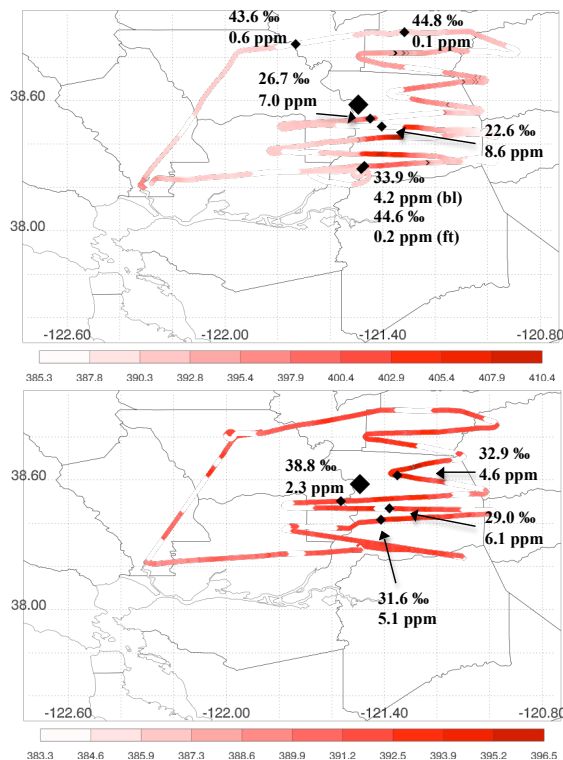 43.6 ‰
0.6 ppm
44.8 ‰
0.1 ppm
26.7 ‰
7.0 ppm
38.60
22.6 ‰
8.6 ppm
33.9 ‰
4.2 ppm (bl)
44.6 ‰
0.2 ppm (ft)
38.00
-122.60
-122.00
-121.40
-120.80
385.3 387.8 390.3 392.8 395.4 397.9 400.4 402.9 405.4 407.9 410.4
32.9 ‰
4.6 ppm
38.8 ‰
2.3 ppm
38.60
29.0 ‰
6.1 ppm
31.6 ‰
5.1 ppm
38.00
-122.60
-122.00
-121.40
-120.80
383.3 384.6 385.9 387.3 388.6 389.9 391.2 392.5 393.9 395.2 396.5